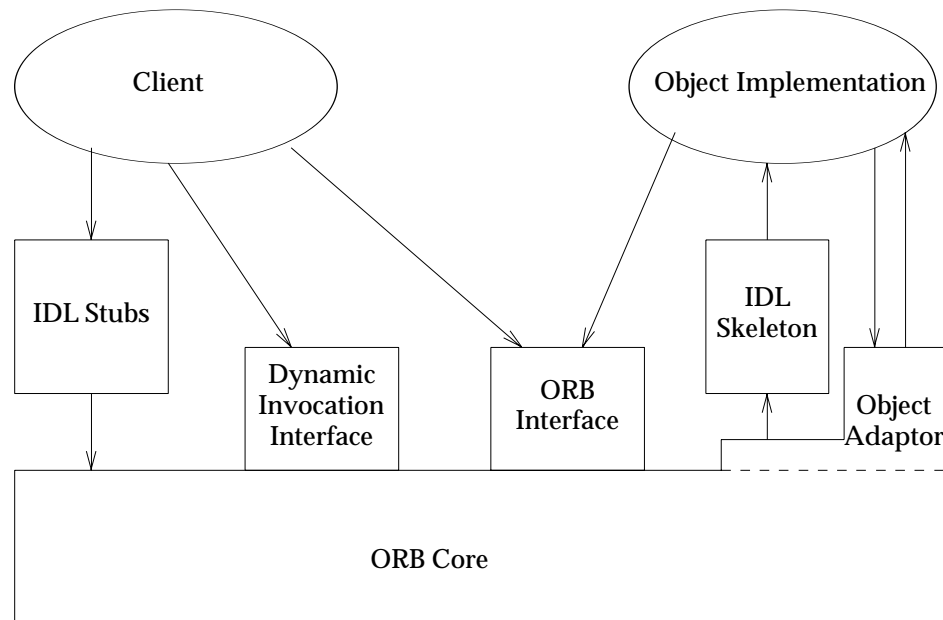 Client
Object Implementation
IDL Stubs
IDL
Skeleton
Dynamic
Invocation
Interface
ORB
Interface
Object
Adaptor
ORB Core